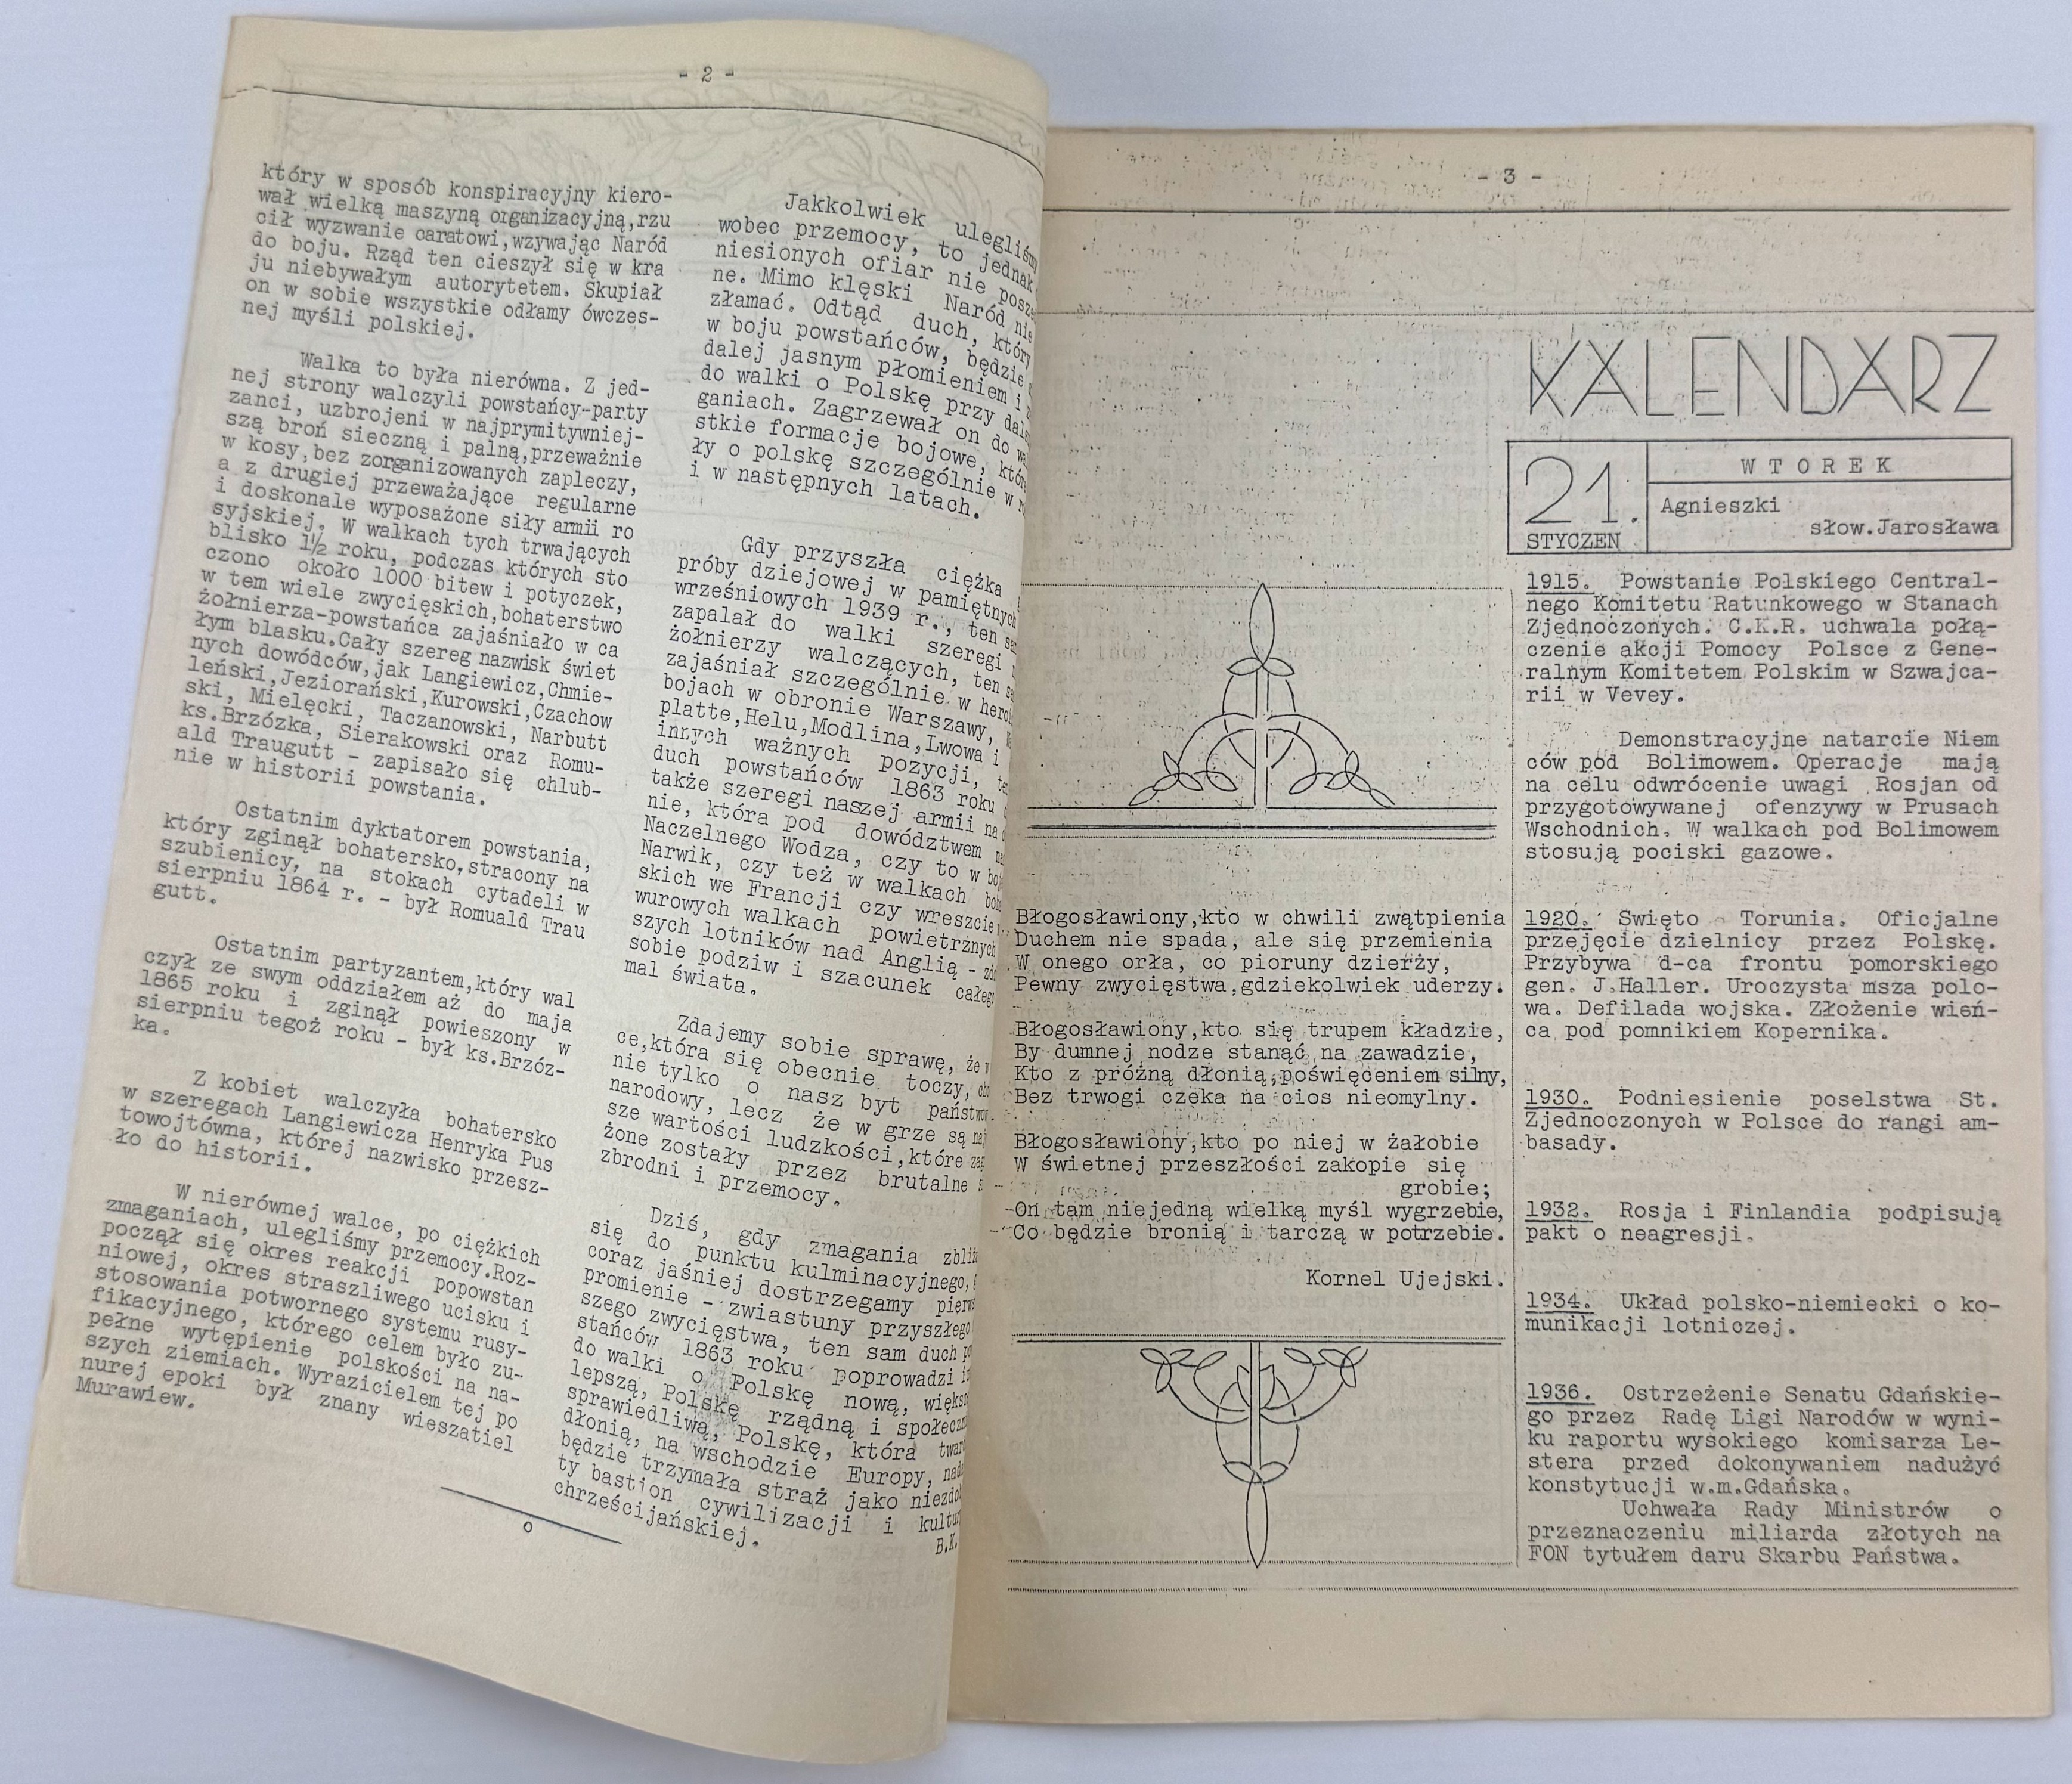 - 2 -
który w sposób konspiracyjny kiero-
wał wielką maszyną organizacyjną,rzu
cił wyzwanie caratowi,wzywając Naród
do boju. Rząd ten cieszył się w kra
ju niebywałym autorytetem. Skupiał
on w sobie wszystkie odłamy ówczes-
nej myśli polskiej.
Walka to była nierówna. Z jed-
nej strony walczyli powstańcy-party
zanci, uzbrojeni w najprymitywniej-
szą broń sieczną i palną,przeważnie
w kosy,bez zorganizowanych zapleczy,
a z drugiej przeważające regularne
i doskonale wyposażone siły armii ro
syjskiej. W walkach tych trwających
blisko 1½ roku, podczas których sto
czono około 1000 bitew i potyczek,
w tem wiele zwycięskich,bohaterstwo
żołnierza-powstańca zajaśniało w ca
łym blasku.Cały szereg nazwisk świet
nych dowódców,jak Langiewicz,Chmie-
leński,Jeziorański,Kurowski,Czachow
ski, Mielęcki, Taczanowski, Narbutt
ks.Brzózka, Sierakowski oraz Romu-
ald Traugutt - zapisało się chlub-
nie w historii powstania.
Ostatnim dyktatorem powstania,
który zginął bohatersko,stracony na
szubienicy, na stokach cytadeli w
sierpniu 1864 r. - był Romuald Trau
gutt.
Ostatnim partyzantem,który wal
czył ze swym oddziałem aż do maja
1865 roku i zginął powieszony w
sierpniu tegoż roku - był ks.Brzóz-
ka.
Z kobiet walczyła bohatersko
w szeregach Langiewicza Henryka Pus
towojtówna, której nazwisko przesz-
ło do historii.
W nierównej walce, po ciężkich
zmaganiach, ulegliśmy przemocy.Roz-
począł się okres reakcji popowstan
niowej, okres straszliwego ucisku i
stosowania potwornego systemu rusy-
fikacyjnego, którego celem było zu-
pełne wytępienie polskości na na-
szych ziemiach. Wyrazicielem tej po
nurej epoki był znany wieszatiel
Murawiew.
Jakkolwiek ulegliśmy
wobec przemocy, to jednak
niesionych ofiar nie posz
ne. Mimo klęski Naród nie
złamać. Odtąd duch, który
w boju powstańców, będzie
dalej jasnym płomieniem i
do walki o Polskę przy dal
ganiach. Zagrzewał on do
stkie formacje bojowe, któr
ły o polskę szczególnie w
i w następnych latach.
Gdy przyszła ciężka
próby dziejowej w pamiętnych
wrześniowych 1939 r., ten
zapalał do walki szeregi
żołnierzy walczących, ten
zajaśniał szczególnie w hero
bojach w obronie Warszawy,
platte,Helu,Modlina,Lwowa i
innych ważnych pozycji,
duch powstańców 1863 roku
także szeregi naszej armii na
nie, która pod dowództwem
Naczelnego Wodza, czy to w
Narwik, czy też w walkach
skich we Francji czy wreszcie
wurowych walkach powietrznych
szych lotników nad Anglią -
sobie podziw i szacunek całego
mal świata.
Zdajemy sobie sprawę, że
ce,która się obecnie toczy,
nie tylko o nasz byt państwo
narodowy, lecz że w grze są
sze wartości ludzkości,które
żone zostały przez brutalne
zbrodni i przemocy.
Dziś, gdy zmagania zbli
się do punktu kulminacyjnego,
coraz jaśniej dostrzegamy pierw
promienie - zwiastuny przyszłego
szego zwycięstwa, ten sam duch
stańców 1863 roku poprowadzi
do walki o Polskę nową, więk
lepszą, Polskę rządną i społecz
sprawiedliwą, Polskę, która
dłonią, na wschodzie Europy,
będzie trzymała straż jako niezdo
ty bastion cywilizacji i kultu
chrześcijańskiej.
B.K.
o
- 3 -
KALENDARZ
21.
STYCZEN
WTOREK
Agnieszki
słow.Jarosława
Błogosławiony,kto w chwili zwątpienia
Duchem nie spada, ale się przemienia
W onego orła, co pioruny dzierży,
Pewny zwycięstwa,gdziekolwiek uderzy.
Błogosławiony,kto się trupem kładzie,
By dumnej nodze stanąć na zawadzie,
Kto z próżną dłonią,poświęceniem silny,
Bez trwogi czeka na cios nieomylny.
Błogosławiony,kto po niej w żałobie
W świetnej przeszłości zakopie się
grobie;
On tam niejedną wielką myśl wygrzebie,
Co będzie bronią i tarczą w potrzebie.
Kornel Ujejski.
1915. Powstanie Polskiego Central-
nego Komitetu Ratunkowego w Stanach
Zjednoczonych. C.K.R. uchwala połą-
czenie akcji Pomocy Polsce z Gene-
ralnym Komitetem Polskim w Szwajca-
rii w Vevey.
Demonstracyjne natarcie Niem
ców pod Bolimowem. Operacje mają
na celu odwrócenie uwagi Rosjan od
przygotowywanej ofenzywy w Prusach
Wschodnich. W walkach pod Bolimowem
stosują pociski gazowe.
1920. Święto Torunia. Oficjalne
przejęcie dzielnicy przez Polskę.
Przybywa d-ca frontu pomorskiego
gen. J.Haller. Uroczysta msza polo-
wa. Defilada wojska. Złożenie wień-
ca pod pomnikiem Kopernika.
1930. Podniesienie poselstwa St.
Zjednoczonych w Polsce do rangi am-
basady.
1932. Rosja i Finlandia podpisują
pakt o neagresji.
1934. Układ polsko-niemiecki o ko-
munikacji lotniczej.
1936. Ostrzeżenie Senatu Gdańskie-
go przez Radę Ligi Narodów w wyni-
ku raportu wysokiego komisarza Le-
stera przed dokonywaniem nadużyć
konstytucji w.m.Gdańska.
Uchwała Rady Ministrów o
przeznaczeniu miliarda złotych na
FON tytułem daru Skarbu Państwa.